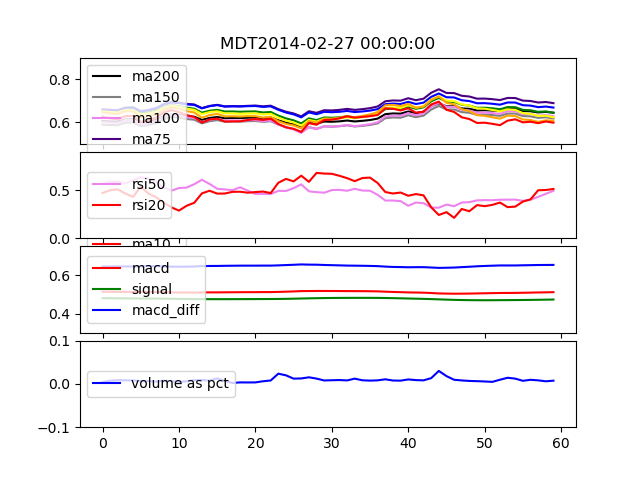 MDT2014-02-27 00:00:00
0.8
0.6
ma200
ma150
ma100
ma75
0.5
0.0
rsi50
rsi20
ma10
0.6
0.4
macd
signal
macd_diff
0.1
0.0
−0.1
volume as pct
0 10 20 30 40 50 60